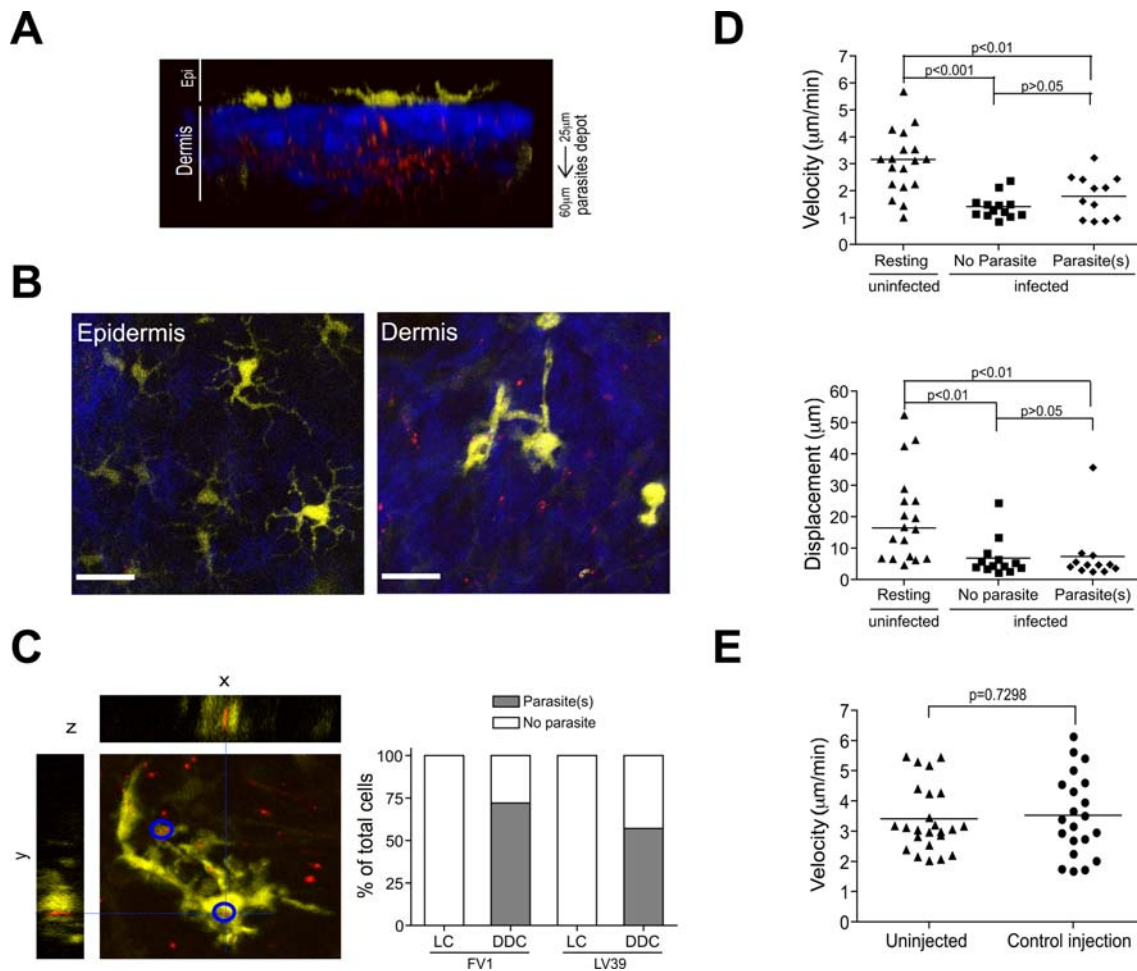 A
Epi
Dermis
25µm
60µm
parasites depot
B
Epidermis
Dermis
C
x
z
y
Parasite(s)
No parasite
% of total cells
100
75
50
25
0
LC DDC LC DDC
FV1 LV39
D
Velocity (µm/min)
7
6
5
4
3
2
1
0
p<0.01
p<0.001
p>0.05
Resting No Parasite Parasite(s)
uninfected infected
Displacement (µm)
60
50
40
30
20
10
0
p<0.01
p<0.01
p>0.05
Resting No parasite Parasite(s)
uninfected infected
E
p=0.7298
Velocity (µm/min)
7
6
5
4
3
2
1
0
Uninjected Control injection